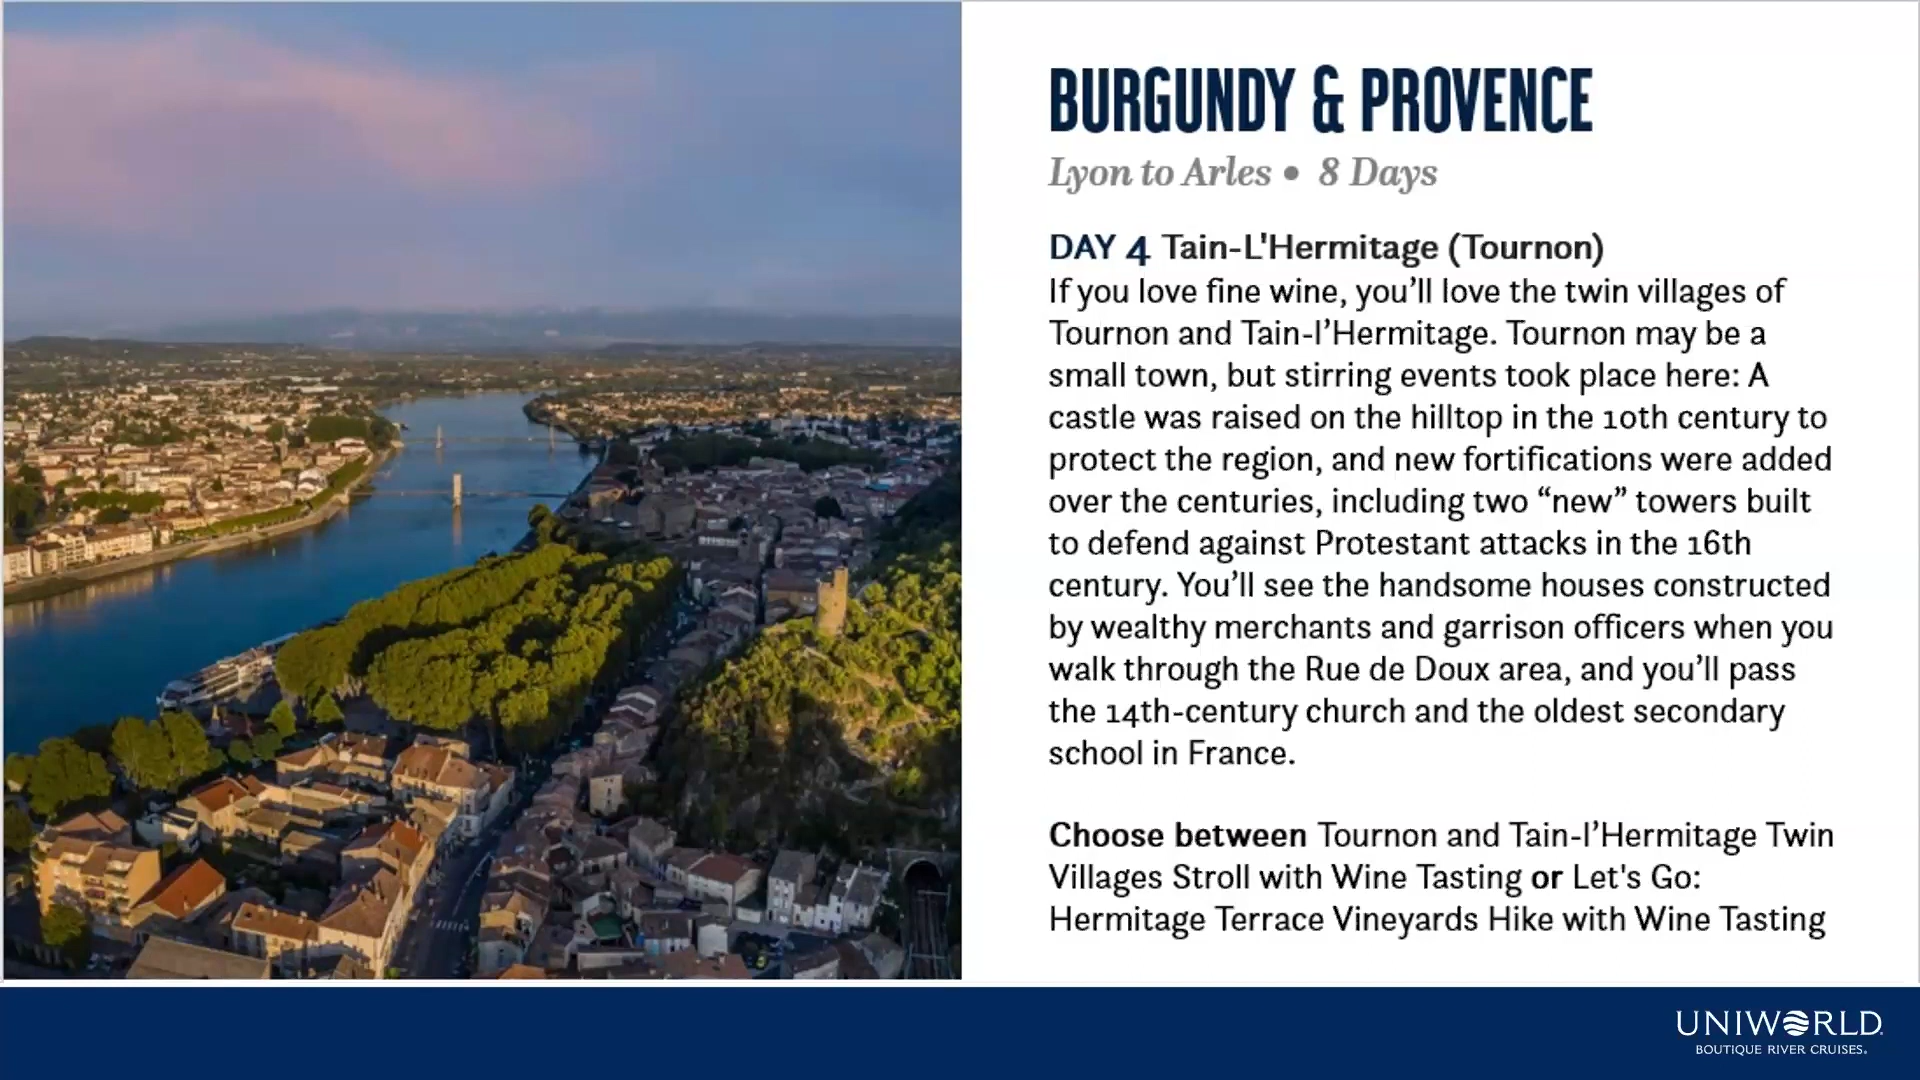 BURGUNDY & PROVENCE
Lyon to Arles • 8 Days
DAY 4 Tain-L'Hermitage (Tournon)
If you love fine wine, you’ll love the twin villages of
Tournon and Tain-l’Hermitage. Tournon may be a
small town, but stirring events took place here: A
castle was raised on the hilltop in the 10th century to
protect the region, and new fortifications were added
over the centuries, including two “new” towers built
to defend against Protestant attacks in the 16th
century. You’ll see the handsome houses constructed
by wealthy merchants and garrison officers when you
walk through the Rue de Doux area, and you’ll pass
the 14th-century church and the oldest secondary
school in France.
Choose between Tournon and Tain-l’Hermitage Twin
Villages Stroll with Wine Tasting or Let's Go:
Hermitage Terrace Vineyards Hike with Wine Tasting
UNIWORLD
BOUTIQUE RIVER CRUISES